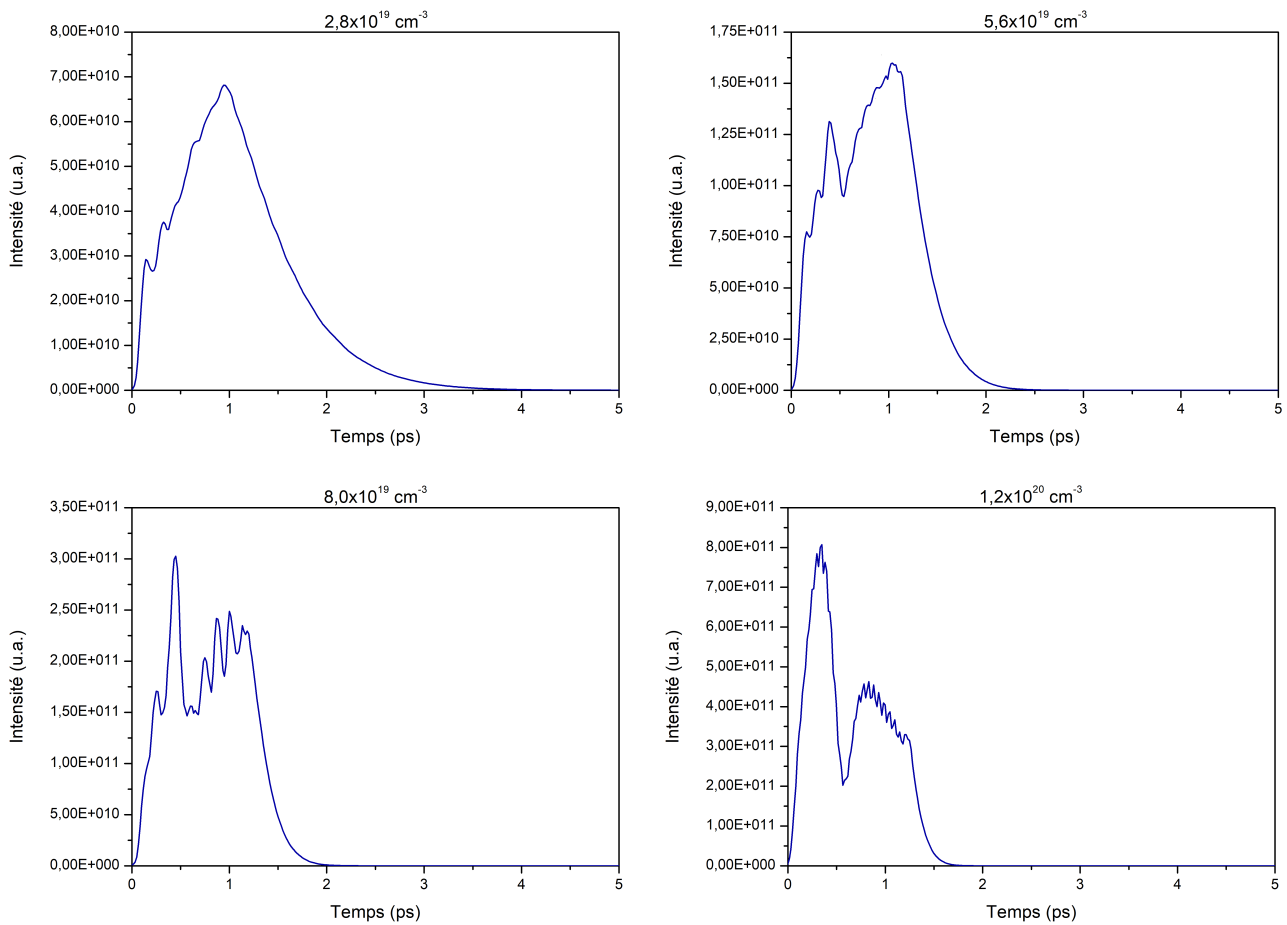 2,8x10¹⁹ cm⁻³
8,00E+010
7,00E+010
6,00E+010
5,00E+010
4,00E+010
3,00E+010
2,00E+010
1,00E+010
0,00E+000
Intensité (u.a.)
0 1 2 3 4 5
Temps (ps)
5,6x10¹⁹ cm⁻³
1,75E+011
1,50E+011
1,25E+011
1,00E+011
7,50E+010
5,00E+010
2,50E+010
0,00E+000
Intensité (u.a.)
0 1 2 3 4 5
Temps (ps)
8,0x10¹⁹ cm⁻³
3,50E+011
3,00E+011
2,50E+011
2,00E+011
1,50E+011
1,00E+011
5,00E+010
0,00E+000
Intensité (u.a.)
0 1 2 3 4 5
Temps (ps)
1,2x10²⁰ cm⁻³
9,00E+011
8,00E+011
7,00E+011
6,00E+011
5,00E+011
4,00E+011
3,00E+011
2,00E+011
1,00E+011
0,00E+000
Intensité (u.a.)
0 1 2 3 4 5
Temps (ps)